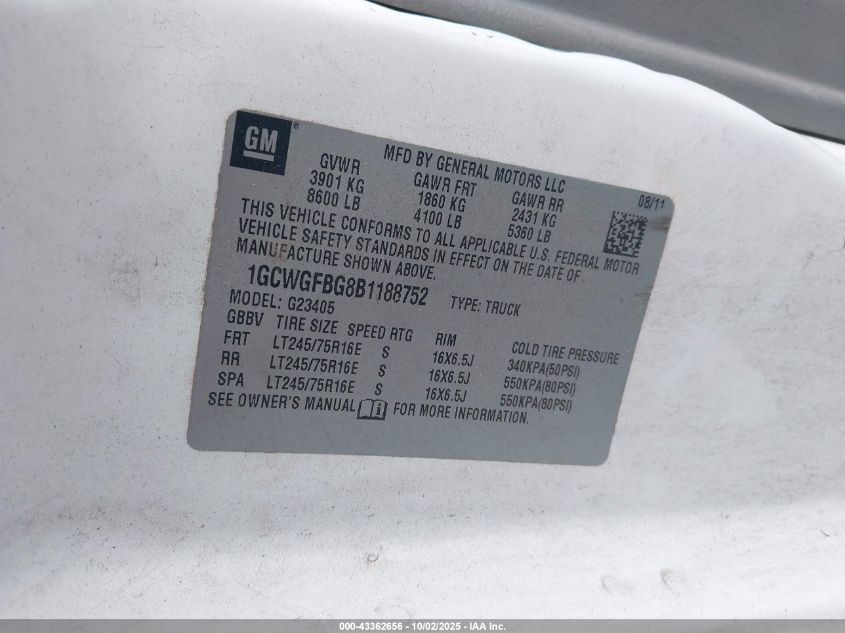 GM ®
MFD BY GENERAL MOTORS LLC
08/11
GVWR GAWR FRT GAWR RR
3901 KG 1860 KG 2431 KG
8600 LB 4100 LB 5360 LB
THIS VEHICLE CONFORMS TO ALL APPLICABLE U.S. FEDERAL MOTOR
VEHICLE SAFETY STANDARDS IN EFFECT ON THE DATE OF
MANUFACTURE SHOWN ABOVE.
1GCWGFBG8B1188752 TYPE: TRUCK
MODEL: G23405
GBBV TIRE SIZE SPEED RTG RIM COLD TIRE PRESSURE
FRT LT245/75R16E S 16X6.5J 340KPA(50PSI)
RR LT245/75R16E S 16X6.5J 550KPA(80PSI)
SPA LT245/75R16E S 16X6.5J 550KPA(80PSI)
SEE OWNER'S MANUAL i FOR MORE INFORMATION.
000-43362656 - 10/02/2025 - IAA Inc.